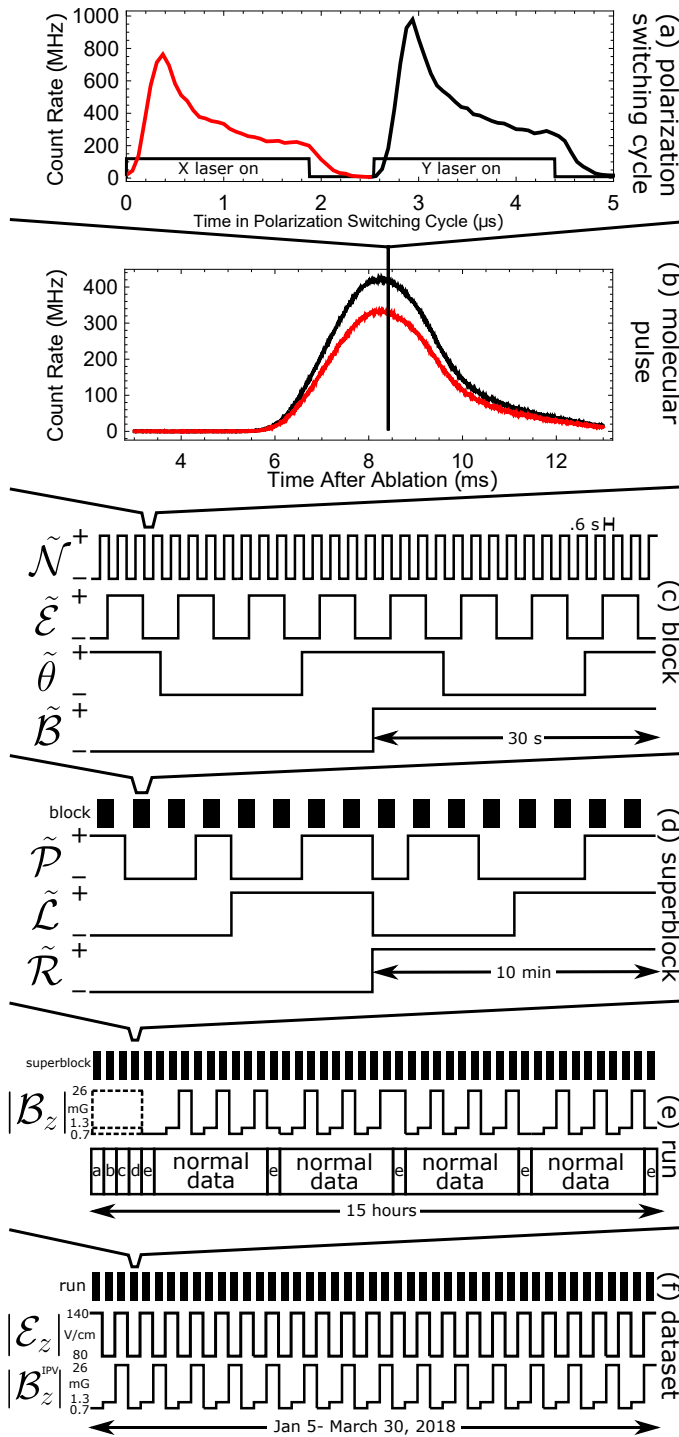 1000
800
600
400
200
0
Count Rate (MHz)
X laser on
Y laser on
0 1 2 3 4 5
Time in Polarization Switching Cycle (μs)
(a) polarization
switching cycle
400
300
200
100
0
Count Rate (MHz)
4 6 8 10 12
Time After Ablation (ms)
(b) molecular
pulse
.6 s
Ñ + −
ℰ̃ + −
θ̃ + −
ℬ̃ + −
30 s
(c) block
block
𝒫̃ + −
ℒ̃ + −
ℛ̃ + −
10 min
(d) superblock
superblock
|ℬz| 26 mG 1.3 0.7
a b c d e normal data e normal data e normal data e normal data e
15 hours
(e) run
run
|ℰz| 140 V/cm 80
|ℬz^IPV| 26 mG 1.3 0.7
Jan 5- March 30, 2018
(f) dataset